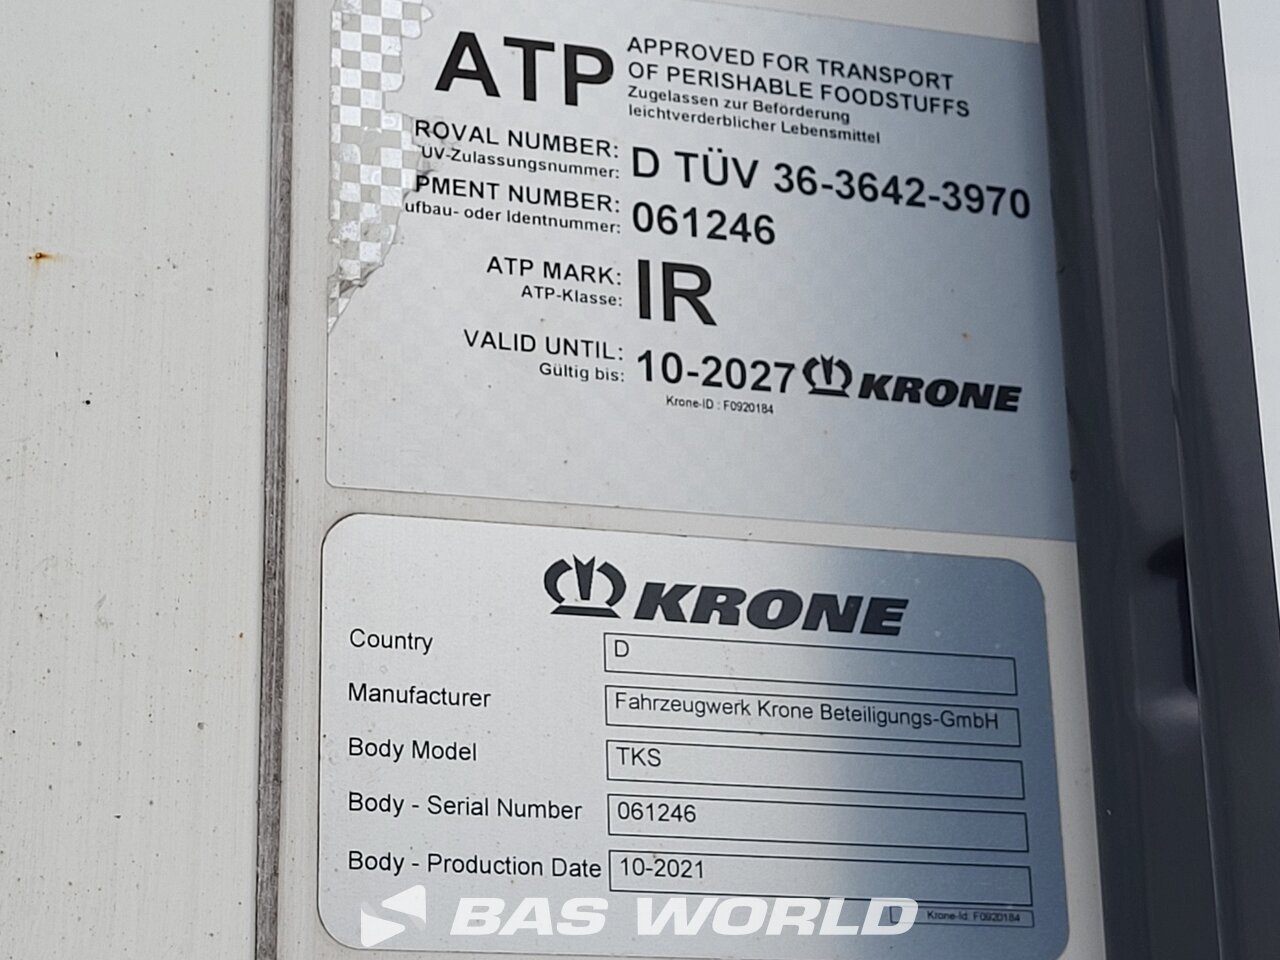 ATP
APPROVED FOR TRANSPORT
OF PERISHABLE FOODSTUFFS
Zugelassen zur Beförderung
leichtverderblicher Lebensmittel
ROVAL NUMBER: D TÜV 36-3642-3970
ÜV-Zulassungsnummer:
PMENT NUMBER: 061246
ufbau- oder Identnummer:
ATP MARK: IR
ATP-Klasse:
VALID UNTIL: 10-2027 KRONE
Gültig bis:
Krone-ID : F0920184
KRONE
Country D
Manufacturer Fahrzeugwerk Krone Beteiligungs-GmbH
Body Model TKS
Body - Serial Number 061246
Body - Production Date 10-2021
Krone-Id: F0920184
BAS WORLD